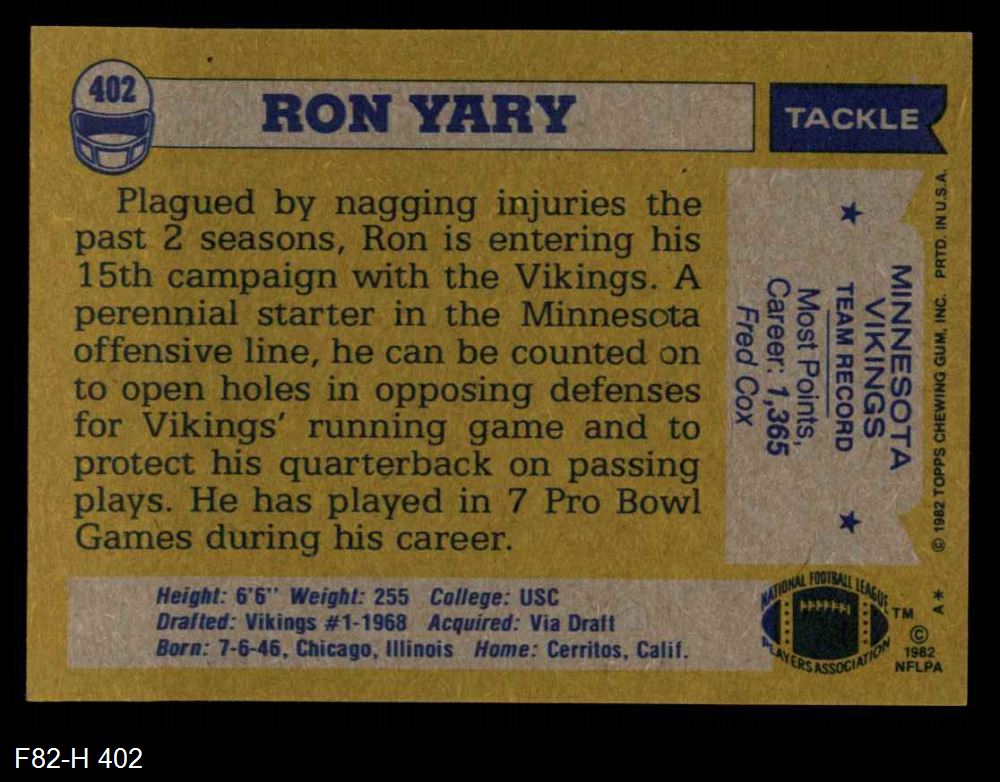 402
RON YARY
TACKLE
Plagued by nagging injuries the
past 2 seasons, Ron is entering his
15th campaign with the Vikings. A
perennial starter in the Minnesota
offensive line, he can be counted on
to open holes in opposing defenses
for Vikings' running game and to
protect his quarterback on passing
plays. He has played in 7 Pro Bowl
Games during his career.
MINNESOTA
VIKINGS
TEAM RECORD
Most Points,
Career: 1,365
Fred Cox
© 1982 TOPPS CHEWING GUM, INC. PRTD. IN U.S.A.
A*
Height: 6'6" Weight: 255 College: USC
Drafted: Vikings #1-1968 Acquired: Via Draft
Born: 7-6-46, Chicago, Illinois Home: Cerritos, Calif.
NATIONAL FOOTBALL LEAGUE
PLAYERS ASSOCIATION
TM
©
1982
NFLPA
F82-H 402